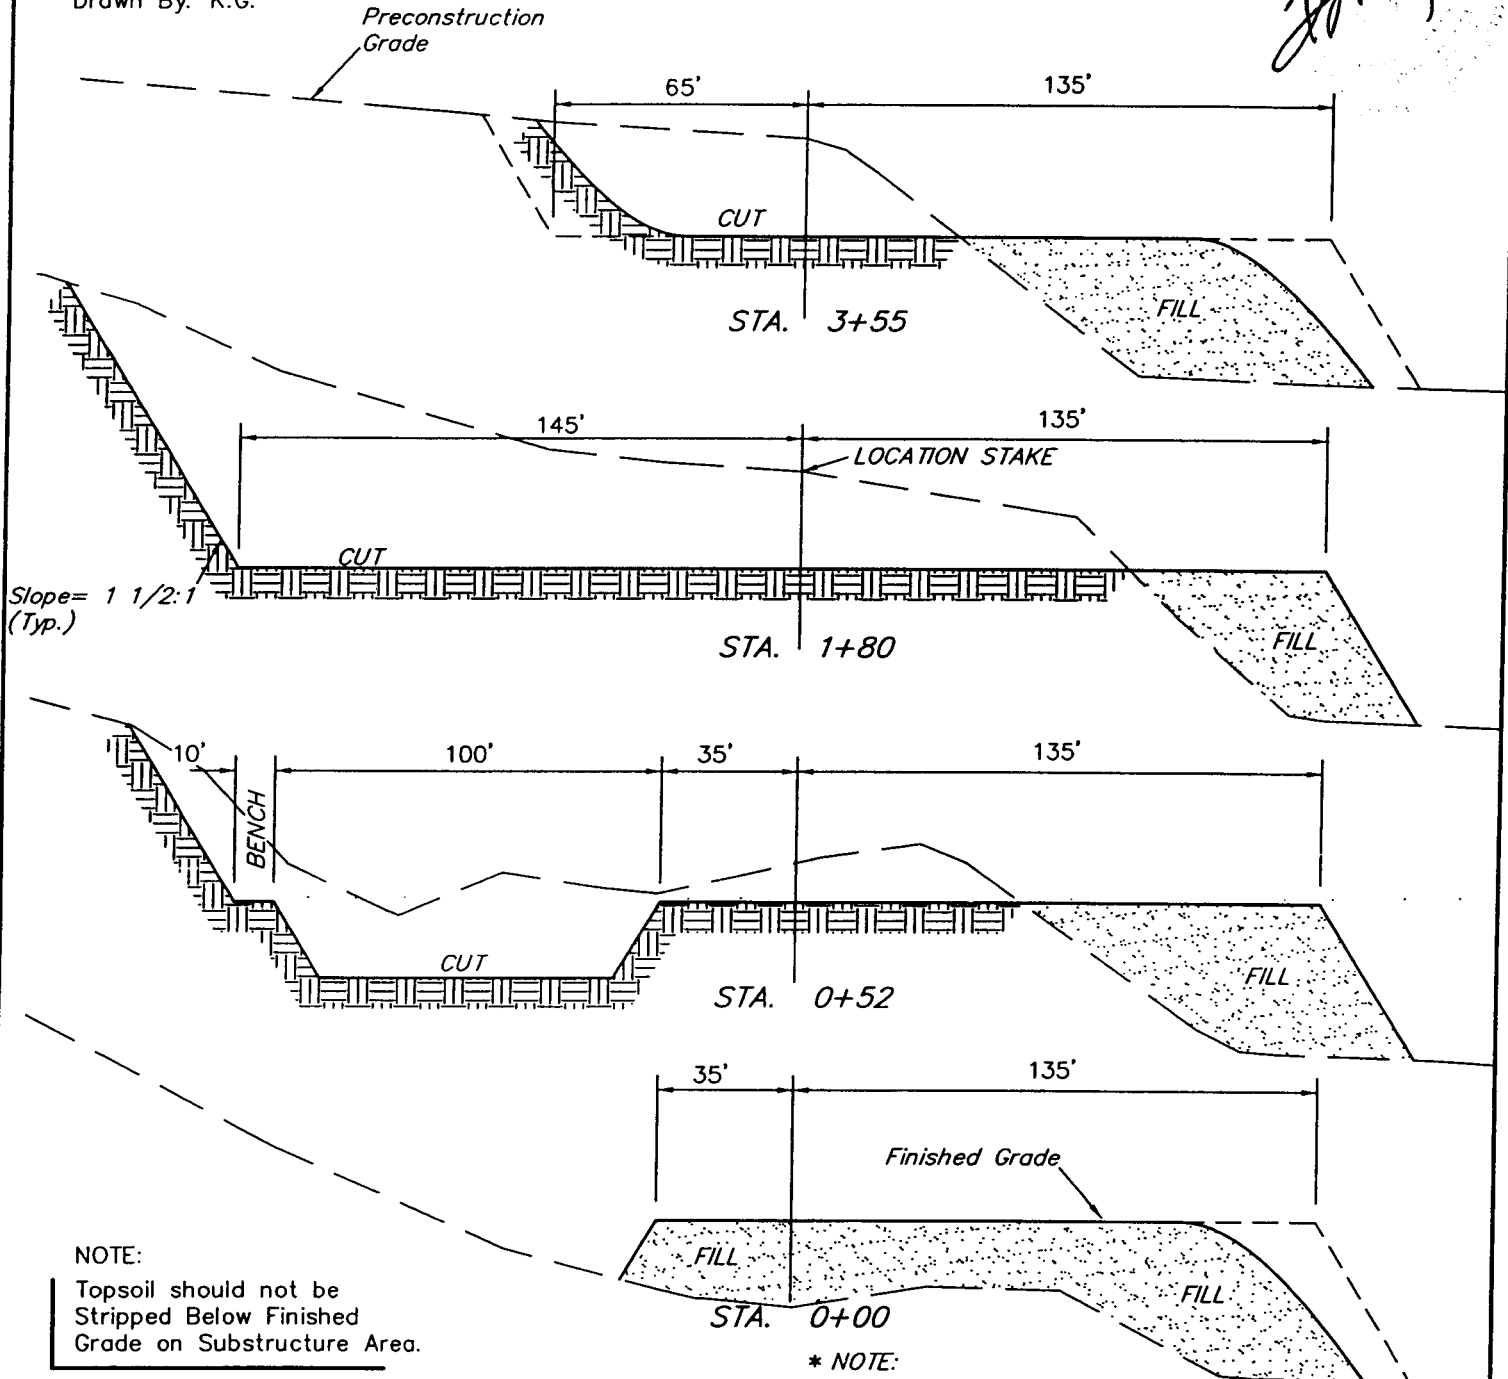 Drawn By: R.G.
Preconstruction
Grade
65' 135'
CUT
FILL
STA. 3+55
145' 135'
LOCATION STAKE
CUT
Slope= 1 1/2:1
(Typ.)
FILL
STA. 1+80
10' 100' 35' 135'
BENCH
CUT
FILL
STA. 0+52
35' 135'
Finished Grade
FILL
FILL
STA. 0+00
NOTE:
Topsoil should not be
Stripped Below Finished
Grade on Substructure Area.
* NOTE: